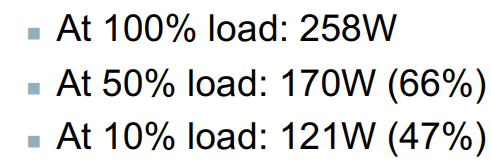 At 100% load: 258W
At 50% load: 170W (66%)
At 10% load: 121W (47%)